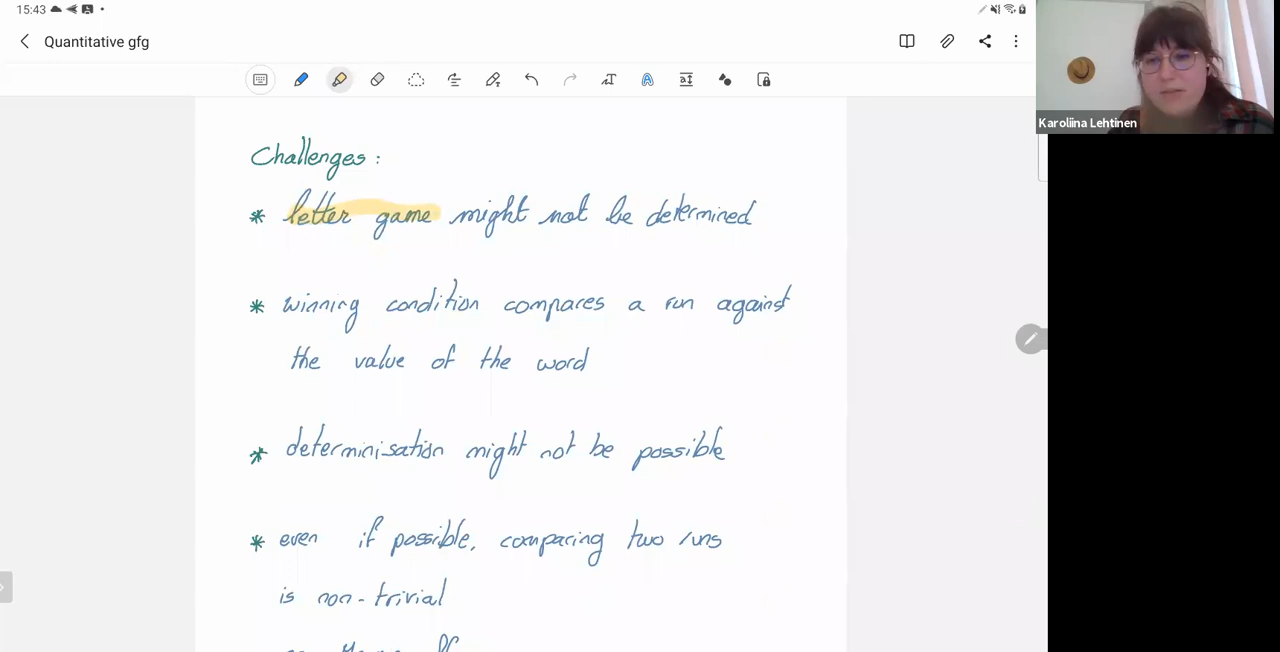 15:43
Quantitative gfg
Karoliina Lehtinen
Challenges:
* letter game might not be determined
* winning condition compares a run against
the value of the word
* determinisation might not be possible
* even if possible, comparing two runs
is non-trivial